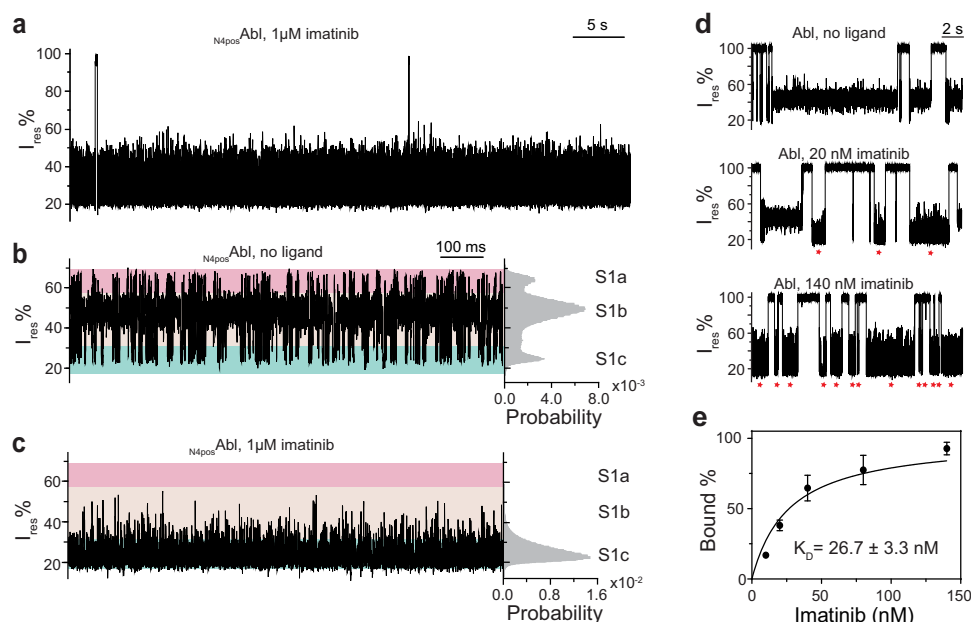 a
N4posAbl, 1µM imatinib
5 s
Ires%
100
80
60
40
20
b
N4posAbl, no ligand
100 ms
Ires%
60
40
20
S1a
S1b
S1c
0.0 4.0 8.0
x10-3
Probability
c
N4posAbl, 1µM imatinib
Ires%
60
40
20
S1a
S1b
S1c
0.0 0.8 1.6
x10-2
Probability
d
2 s
Abl, no ligand
Ires%
100
60
20
Abl, 20 nM imatinib
Ires%
100
60
20
Abl, 140 nM imatinib
Ires%
100
60
20
e
Bound %
100
50
0
KD= 26.7 ± 3.3 nM
0 50 100 150
Imatinib (nM)